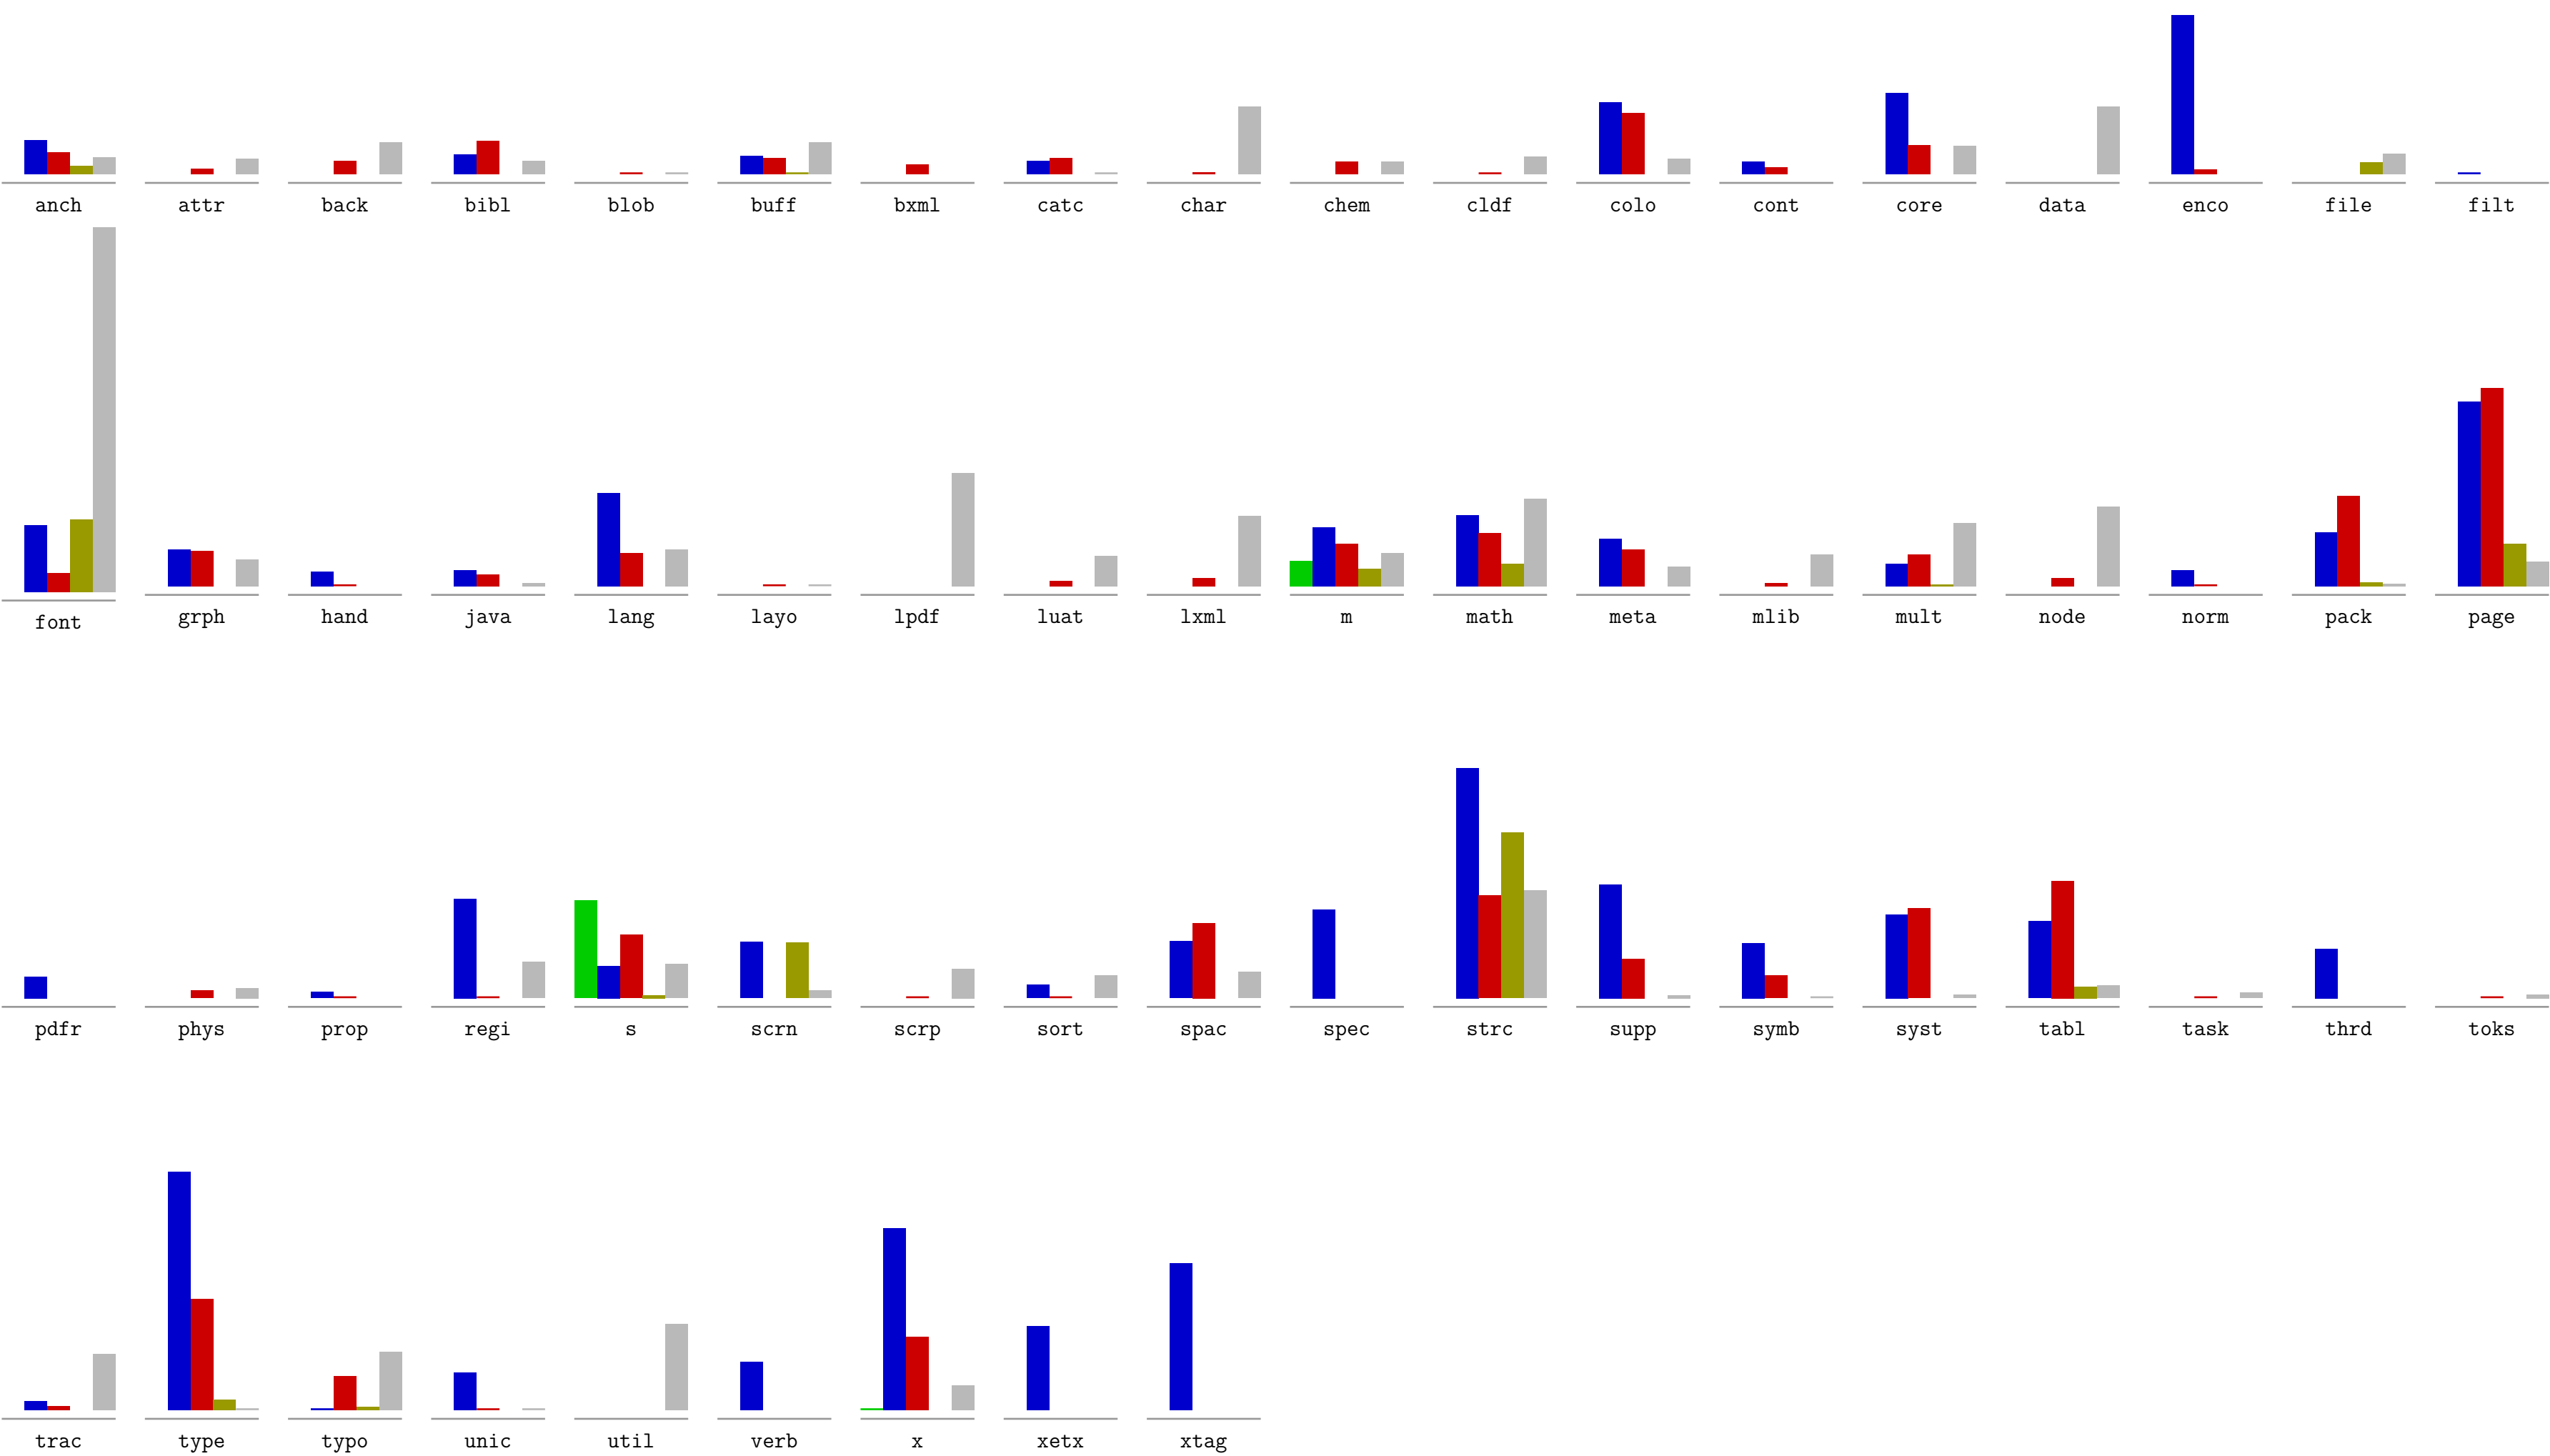 anch attr back bibl blob buff bxml catc char chem cldf colo cont core data enco file filt
font grph hand java lang layo lpdf luat lxml m math meta mlib mult node norm pack page
pdfr phys prop regi s scrn scrp sort spac spec strc supp symb syst tabl task thrd toks
trac type typo unic util verb x xetx xtag